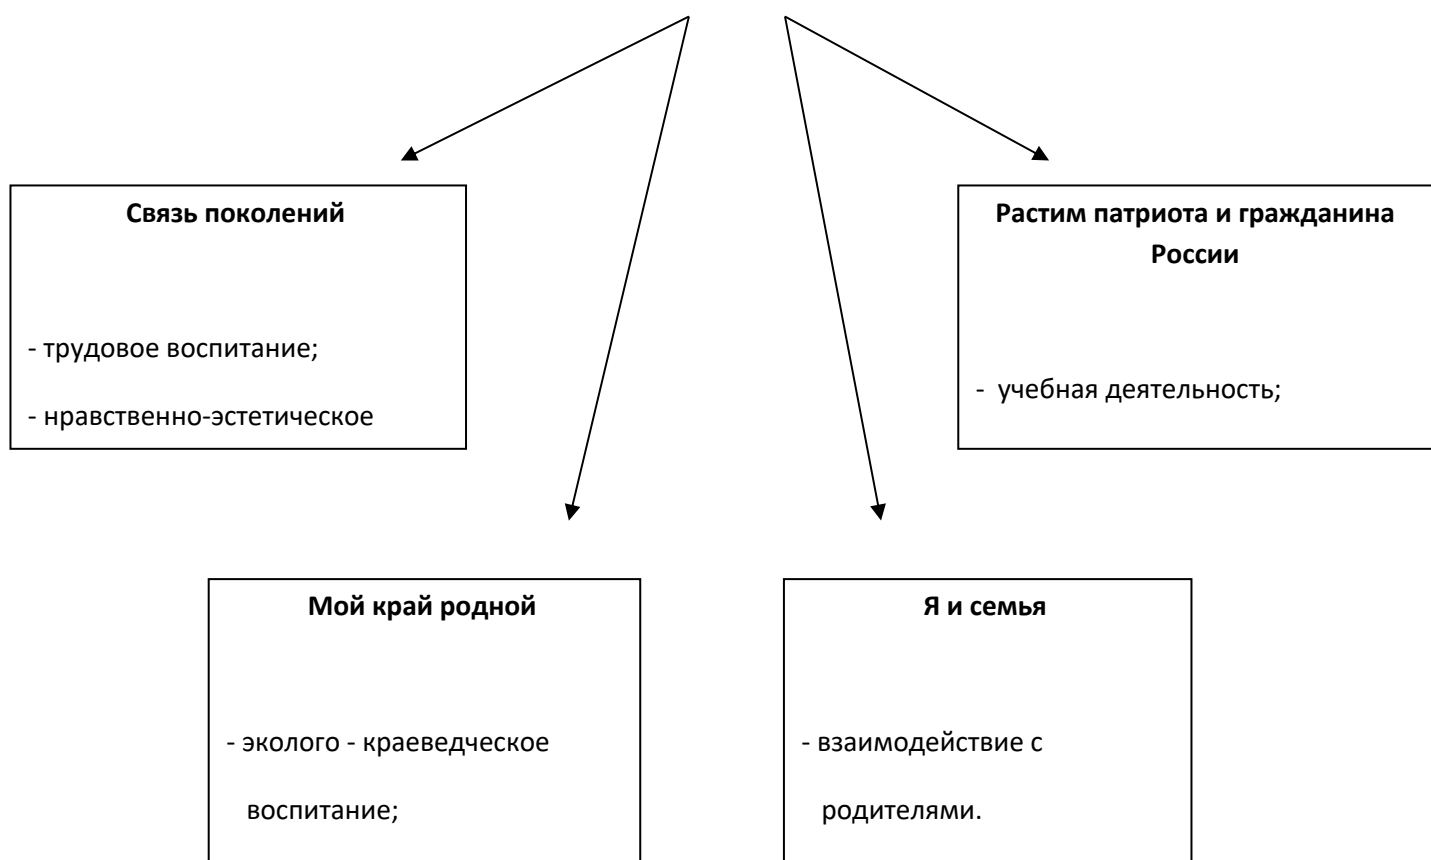 Связь поколений
- трудовое воспитание;
- нравственно-эстетическое
Растим патриота и гражданина
России
- учебная деятельность;
Мой край родной
- эколого - краеведческое
воспитание;
Я и семья
- взаимодействие с
родителями.